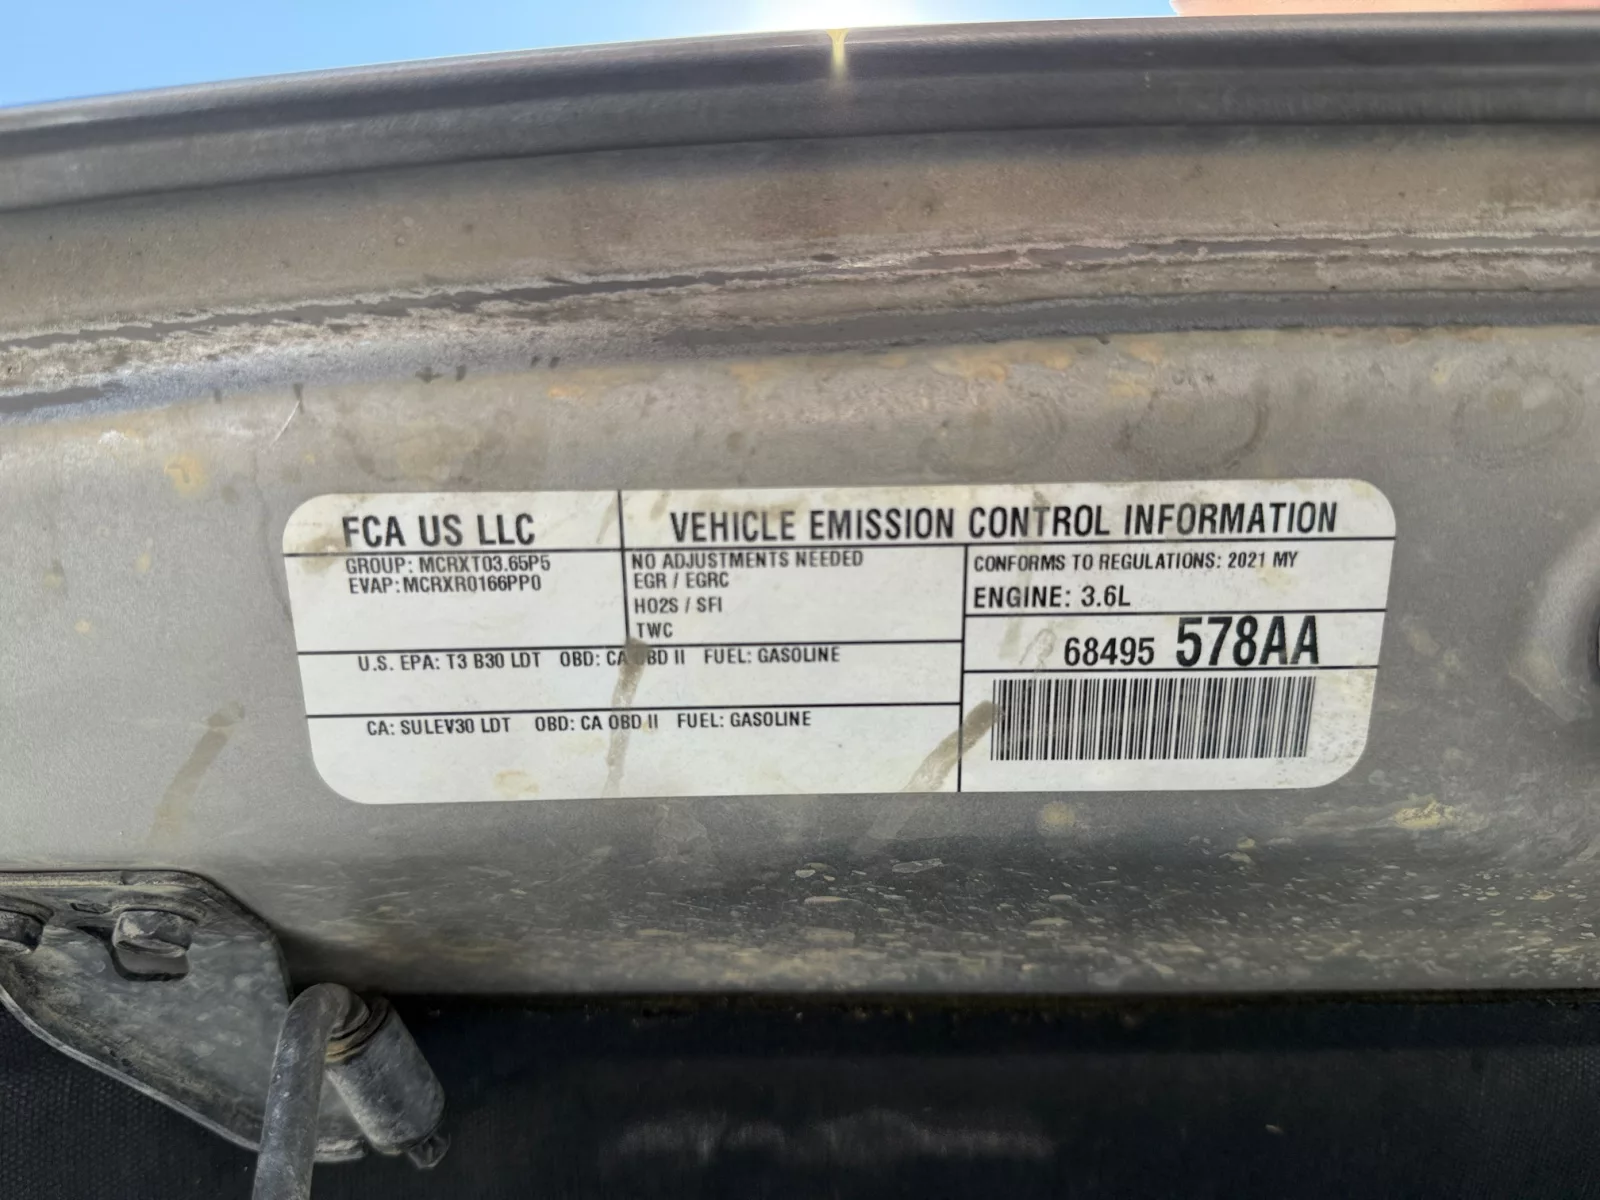 FCA US LLC
VEHICLE EMISSION CONTROL INFORMATION
GROUP: MCRXT03.65P5
EVAP: MCRXR0166PP0
NO ADJUSTMENTS NEEDED
EGR / EGRC
HO2S / SFI
TWC
CONFORMS TO REGULATIONS: 2021 MY
ENGINE: 3.6L
68495 578AA
U.S. EPA: T3 B30 LDT OBD: CA OBD II FUEL: GASOLINE
CA: SULEV30 LDT OBD: CA OBD II FUEL: GASOLINE